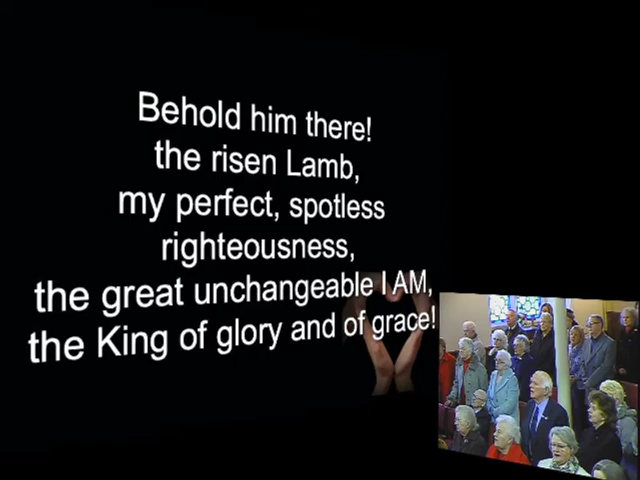 Behold him there!
the risen Lamb,
my perfect, spotless
righteousness,
the great unchangeable I AM,
the King of glory and of grace!